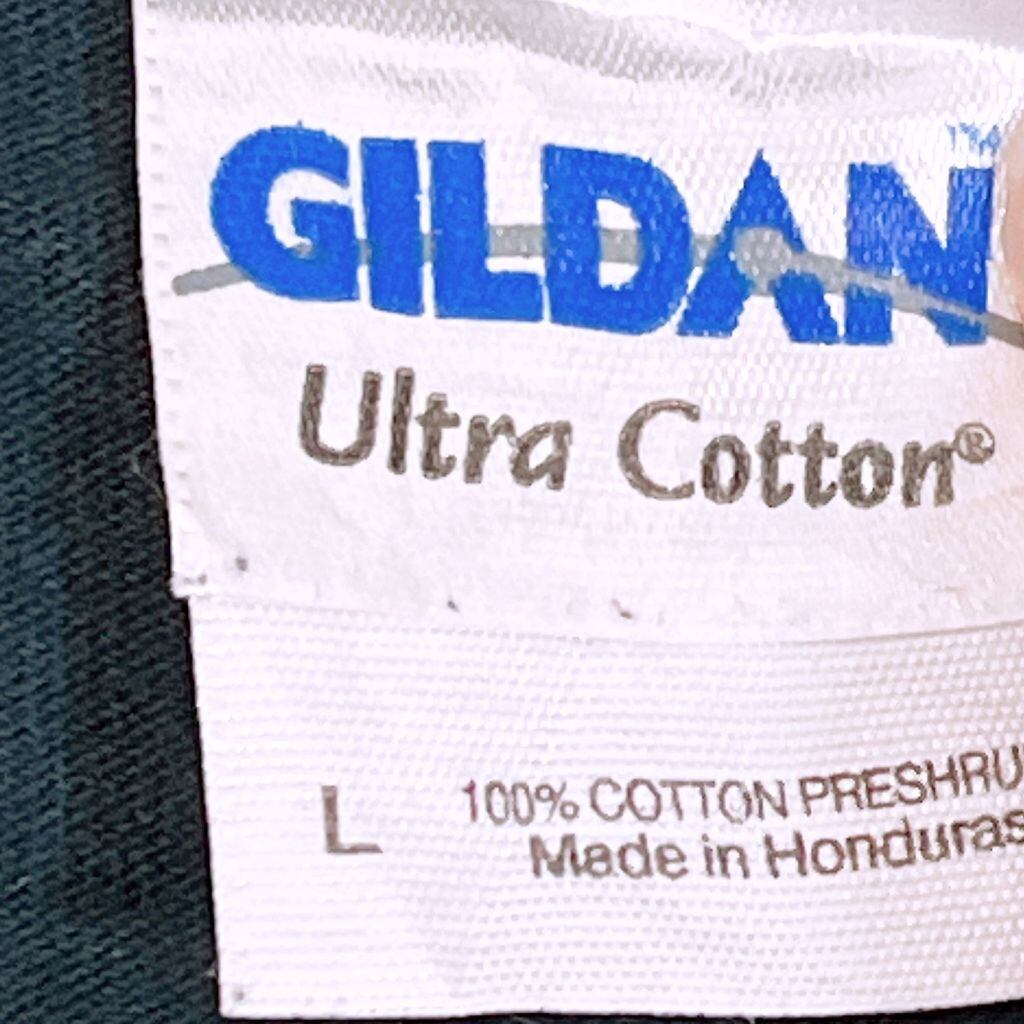 GILDAN
Ultra Cotton®
L 100% COTTON PRESHRU
Made in Honduras